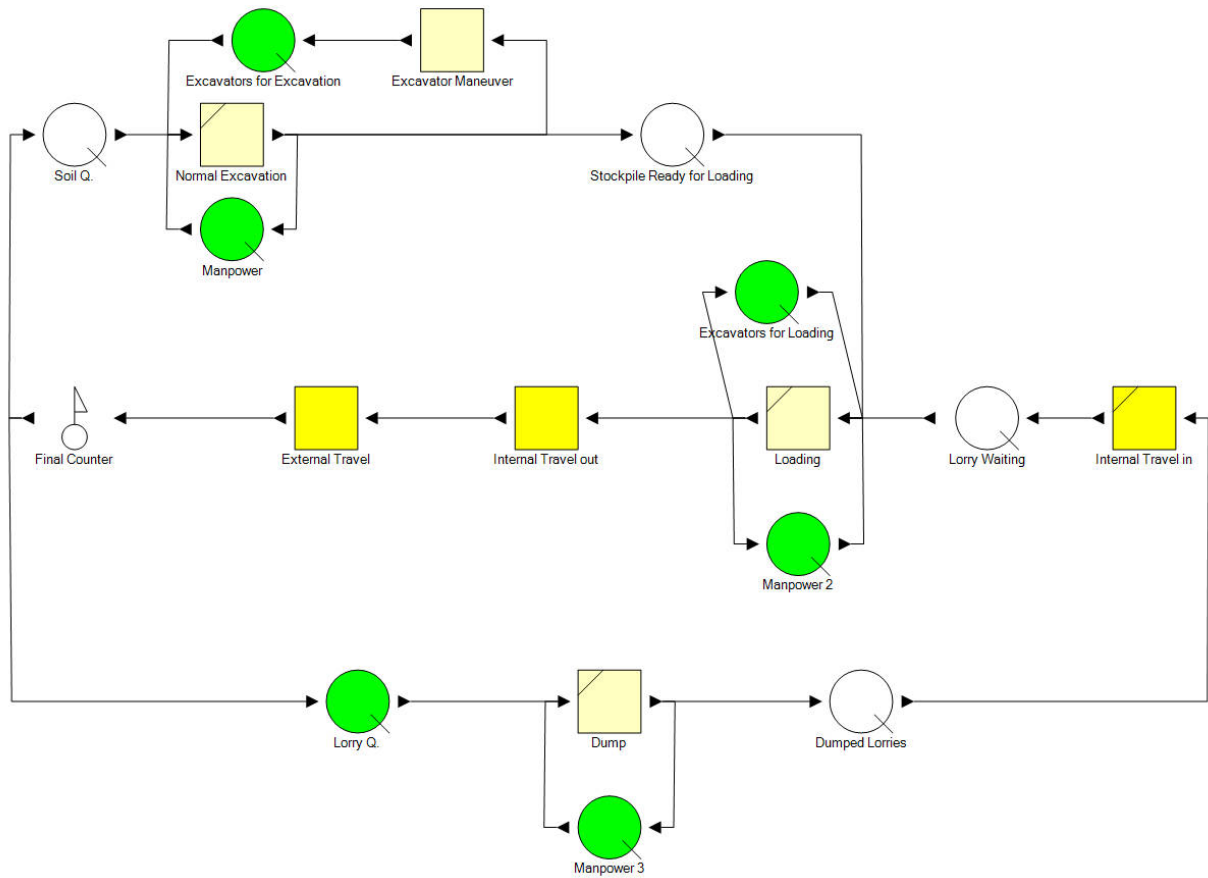 Excavators for Excavation
Excavator Maneuver
Soil Q.
Normal Excavation
Stockpile Ready for Loading
Manpower
Excavators for Loading
Final Counter
External Travel
Internal Travel out
Loading
Lorry Waiting
Internal Travel in
Manpower 2
Lorry Q.
Dump
Dumped Lorries
Manpower 3